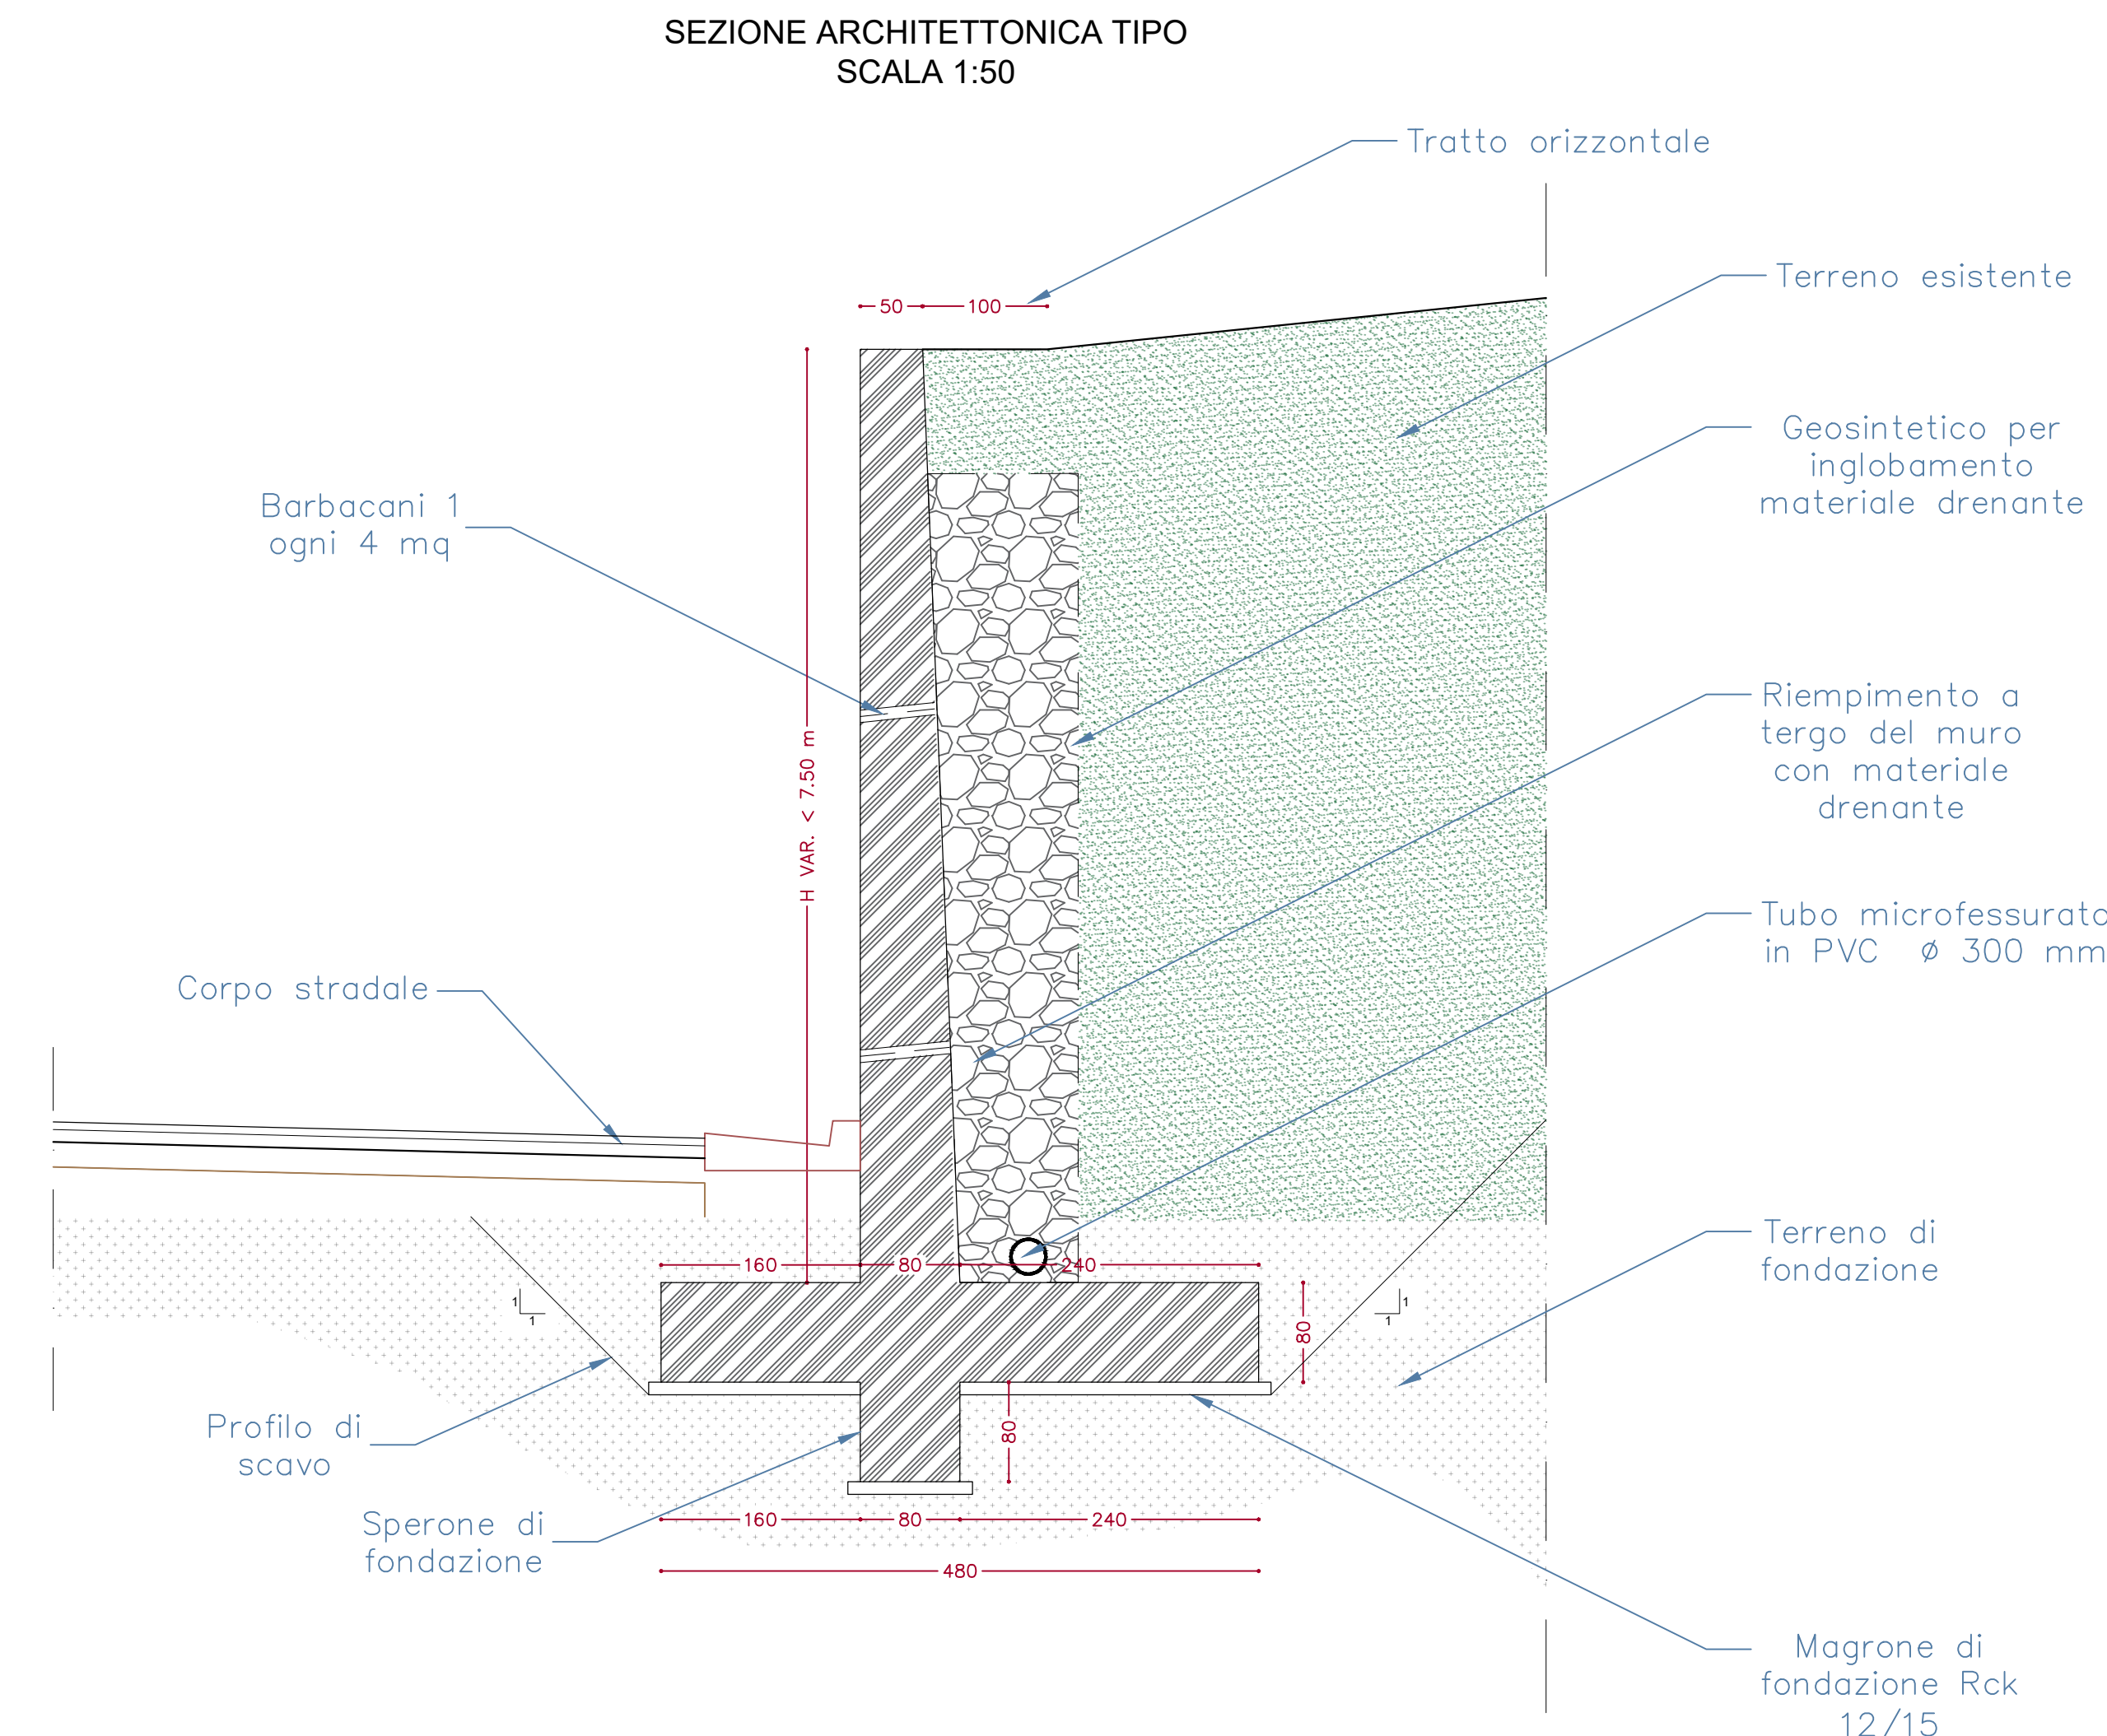 SEZIONE ARCHITETTONICA TIPO
SCALA 1:50
Tratto orizzontale
Terreno esistente
50
100
Geosintetico per
inglobamento
materiale drenante
Barbacani 1
ogni 4 mq
Riempimento a
tergo del muro
con materiale
drenante
H VAR. < 7.50 m
Tubo microfessurato
in PVC ø 300 mm
Corpo stradale
Terreno di
fondazione
160
80
240
1
1
1
1
80
80
Profilo di
scavo
Sperone di
fondazione
160
80
240
480
Magrone di
fondazione Rck
12/15